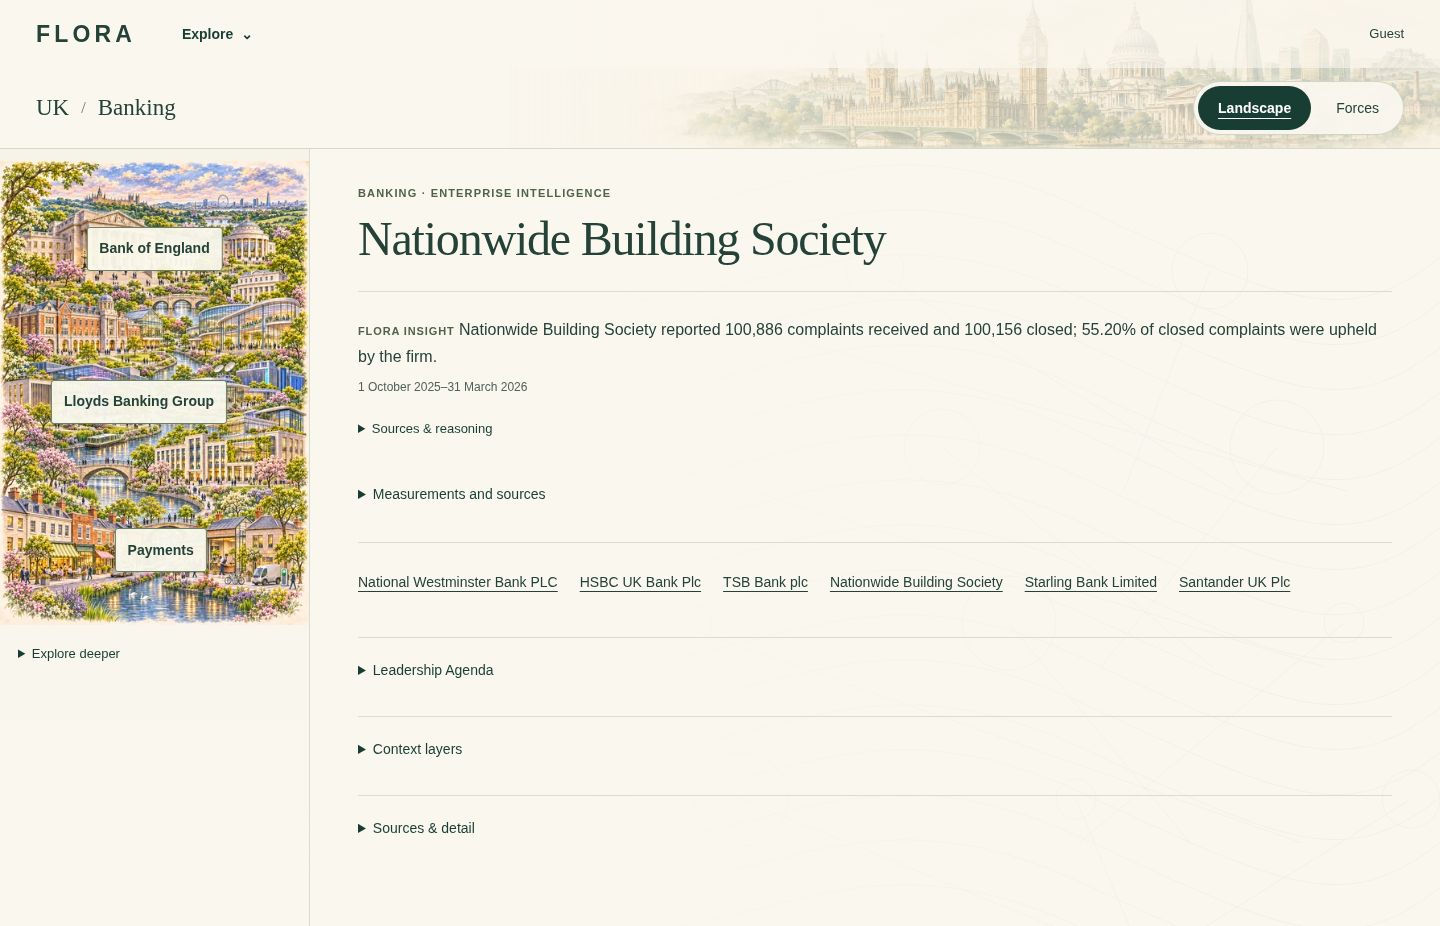 FLORA
Explore
Guest
UK / Banking
Landscape
Forces
Bank of England
Lloyds Banking Group
Payments
Explore deeper
BANKING · ENTERPRISE INTELLIGENCE
Nationwide Building Society
FLORA INSIGHT Nationwide Building Society reported 100,886 complaints received and 100,156 closed; 55.20% of closed complaints were upheld
by the firm.
1 October 2025–31 March 2026
Sources & reasoning
Measurements and sources
National Westminster Bank PLC HSBC UK Bank Plc TSB Bank plc Nationwide Building Society Starling Bank Limited Santander UK Plc
Leadership Agenda
Context layers
Sources & detail